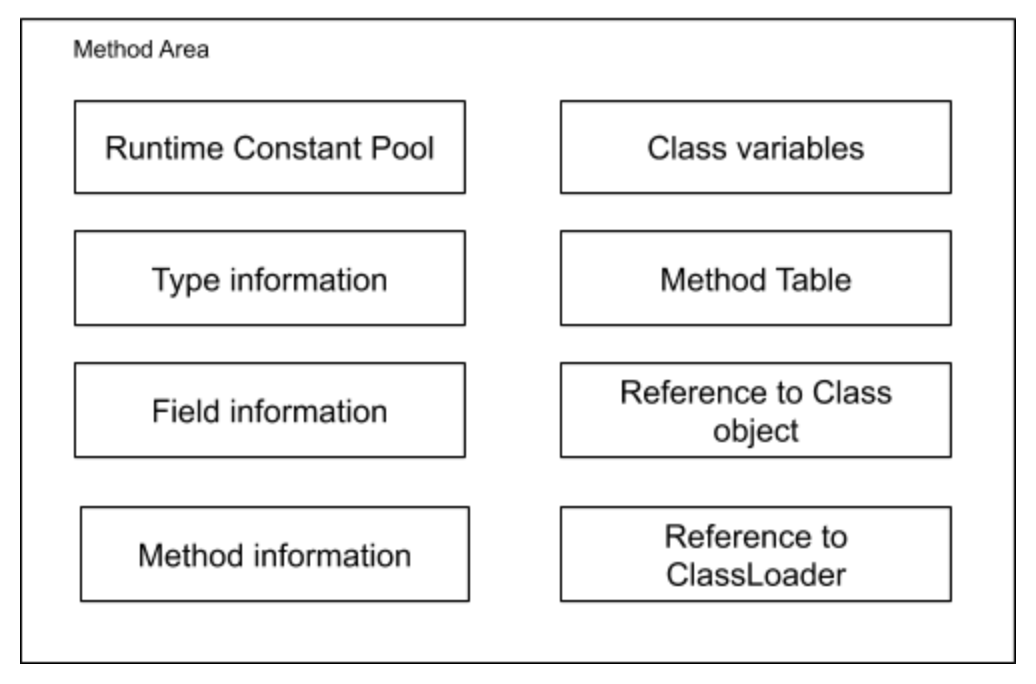 Method Area
Runtime Constant Pool
Class variables
Type information
Method Table
Field information
Reference to Class
object
Method information
Reference to
ClassLoader